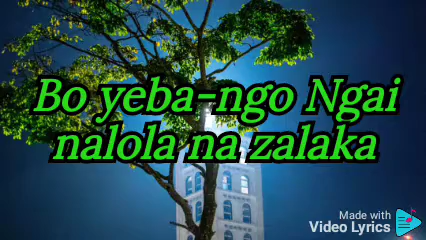 Bo yeba-ngo Ngai
nalola na zalaka
Made with
Video Lyrics